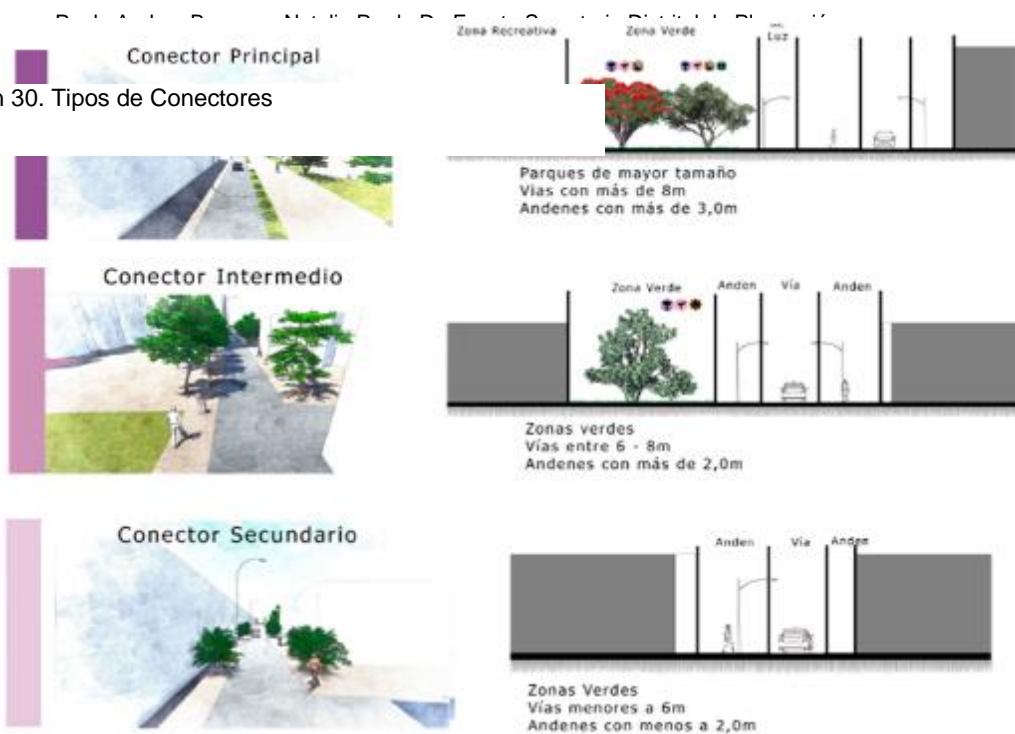 Conector Principal
Zona Recreativa
Zona Verde
Luz
n 30. Tipos de Conectores
Parques de mayor tamaño
Vias con más de 8m
Andenes con más de 3,0m
Conector Intermedio
Zona Verde
Anden
Vía
Anden
Zonas verdes
Vías entre 6 - 8m
Andenes con más de 2,0m
Conector Secundario
Anden
Via
Anden
Zonas Verdes
Vías menores a 6m
Andenes con menos a 2,0m